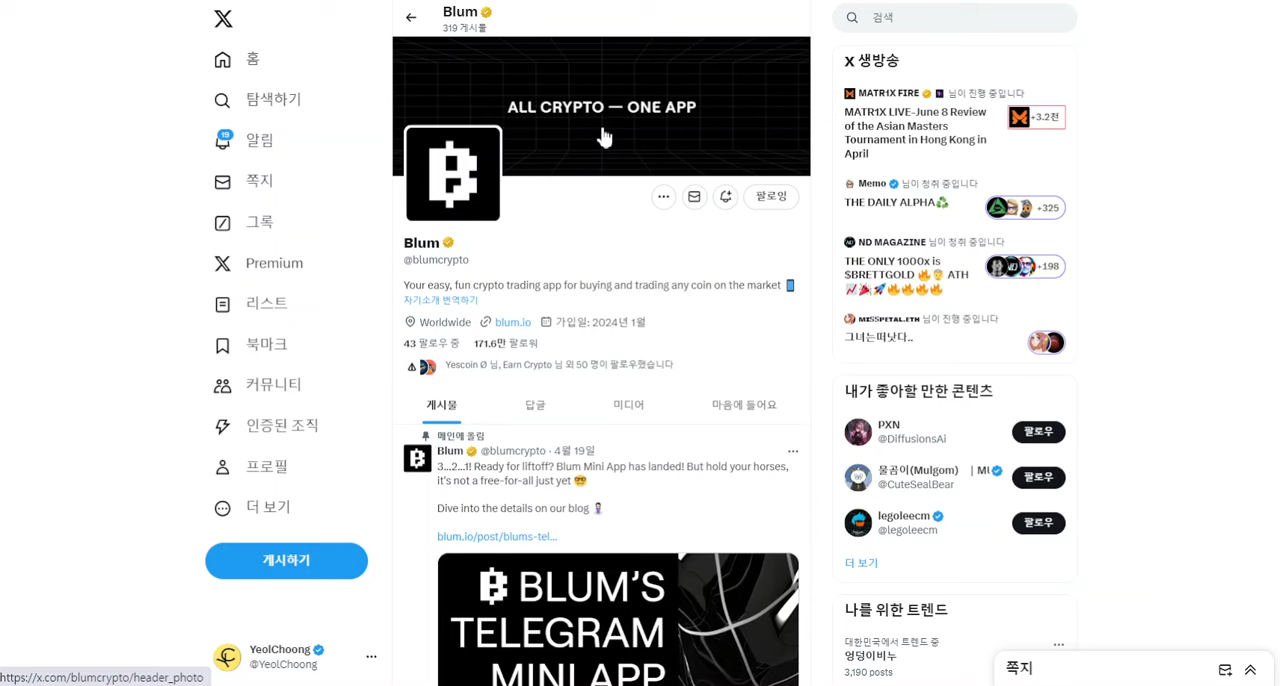 홈
탐색하기
19
알림
쪽지
그록
Premium
리스트
북마크
커뮤니티
인증된 조직
프로필
더 보기
게시하기
YeolChoong
@YeolChoong
https://x.com/blumcrypto/header_photo
Blum
319 게시물
ALL CRYPTO — ONE APP
팔로잉
Blum
@blumcrypto
Your easy, fun crypto trading app for buying and trading any coin on the market
자기소개 번역하기
Worldwide blum.io 가입일: 2024년 1월
43 팔로우 중 171.6만 팔로워
Yescoin Ø 님, Earn Crypto 님 외 50 명이 팔로우했습니다
게시물 답글 미디어 마음에 들어요
메인에 올림
Blum @blumcrypto · 4월 19일
3...2...1! Ready for liftoff? Blum Mini App has landed! But hold your horses,
it's not a free-for-all just yet 🤓
Dive into the details on our blog
blum.io/post/blums-tel...
BLUM'S
TELEGRAM
MINI APP
검색
X 생방송
MATR1X FIRE 님이 진행 중입니다
MATR1X LIVE-June 8 Review
of the Asian Masters
Tournament in Hong Kong in
April
+3.2천
Memo 님이 청취 중입니다
THE DAILY ALPHA♻️
+325
ND MAGAZINE 님이 청취 중입니다
THE ONLY 1000x is
$BRETTGOLD 🔥 ATH
📈🎉🚀🔥🔥🔥🔥
+198
MISSPETAL.ETH 님이 진행 중입니다
그녀는떠낫다..
내가 좋아할 만한 콘텐츠
PXN
@DiffusionsAi
팔로우
물곰이(Mulgom) | M
@CuteSealBear
팔로우
legoleecm
@legoleecm
팔로우
더 보기
나를 위한 트렌드
대한민국에서 트렌드 중
엉덩이비누
3,190 posts
쪽지